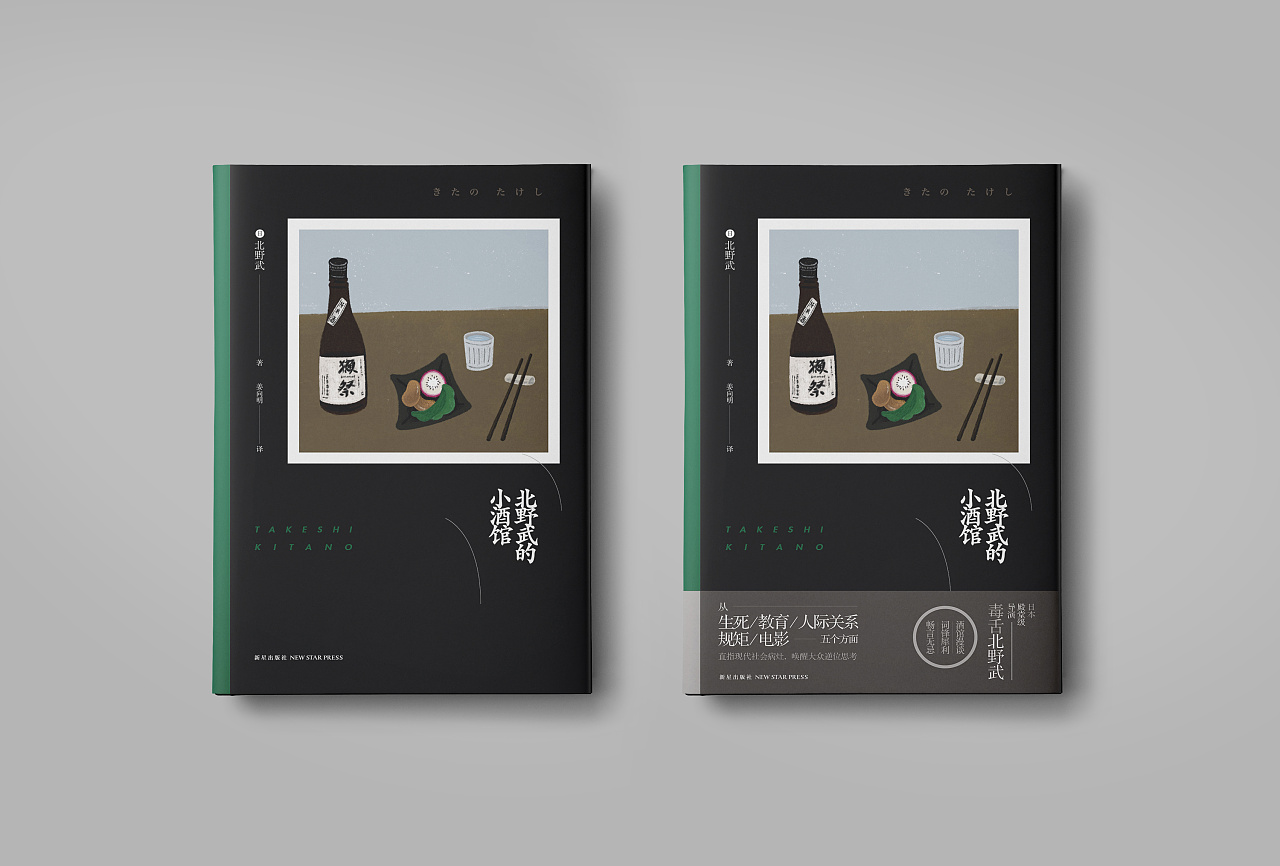 きたの たけし
日 北野武 著
姜向明 译
獭祭
北野武的
小酒馆
TAKESHI
KITANO
新星出版社 NEW STAR PRESS
きたの たけし
日 北野武 著
姜向明 译
獭祭
北野武的
小酒馆
TAKESHI
KITANO
从
生死/教育/人际关系
规矩/电影 五个方面
直指现代社会病灶，唤醒大众逆位思考
新星出版社 NEW STAR PRESS
酒馆漫谈
词锋犀利
畅言无忌
日本
殿堂级
导演
毒舌北野武